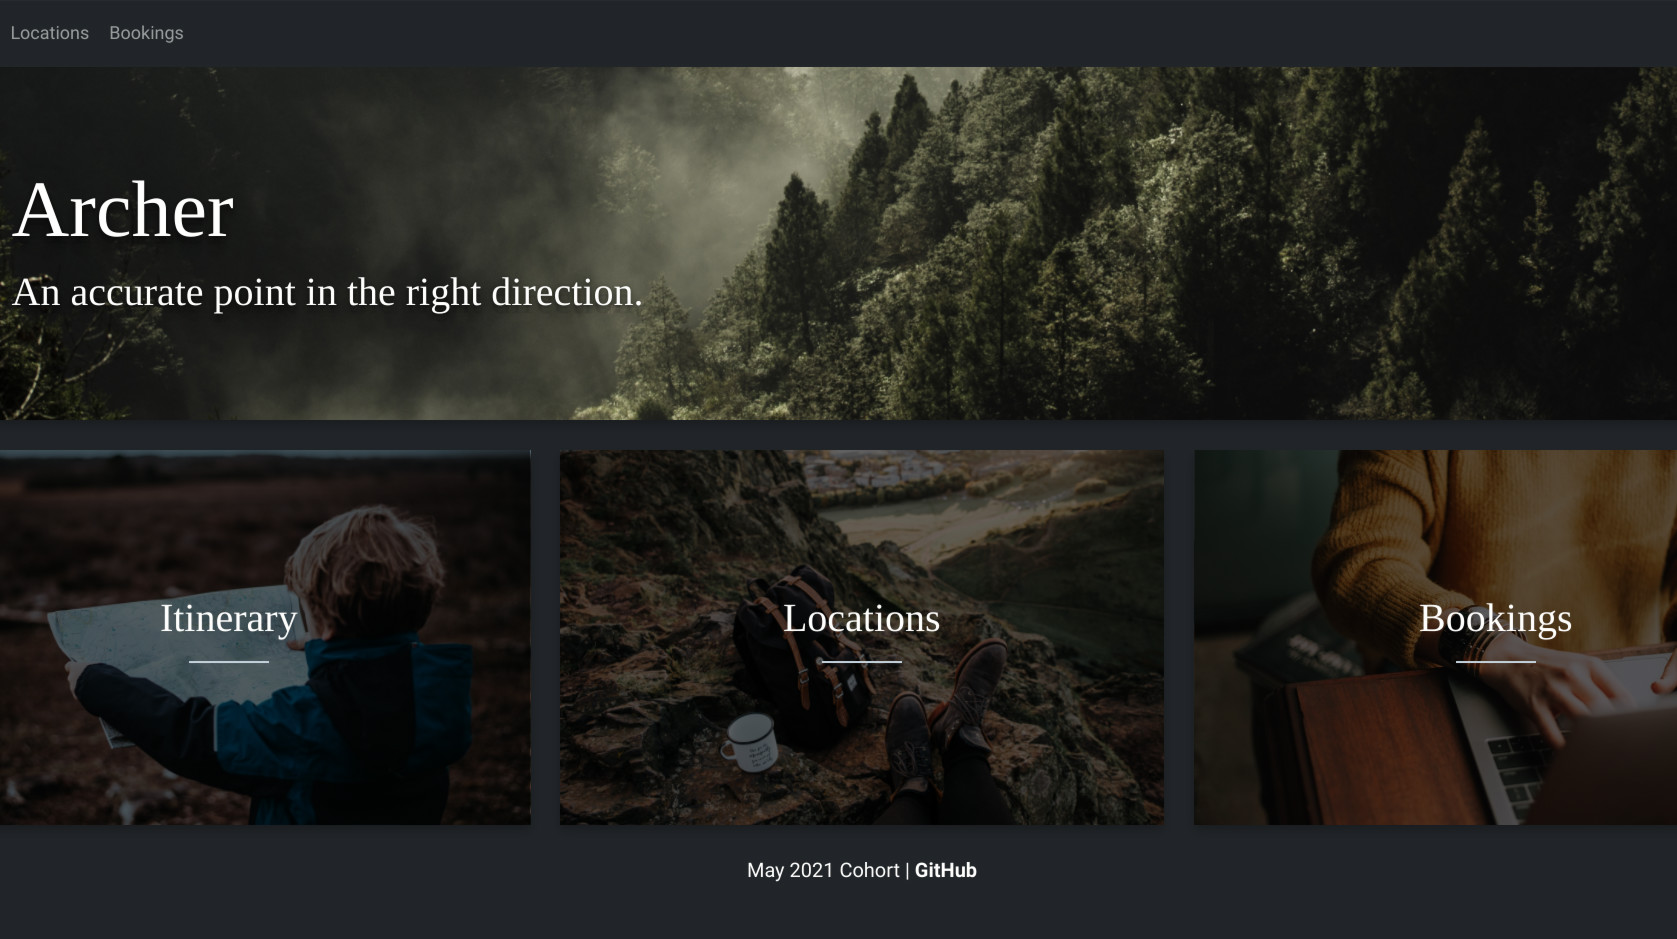 Locations Bookings
Archer
An accurate point in the right direction.
Itinerary
Locations
Bookings
May 2021 Cohort | GitHub